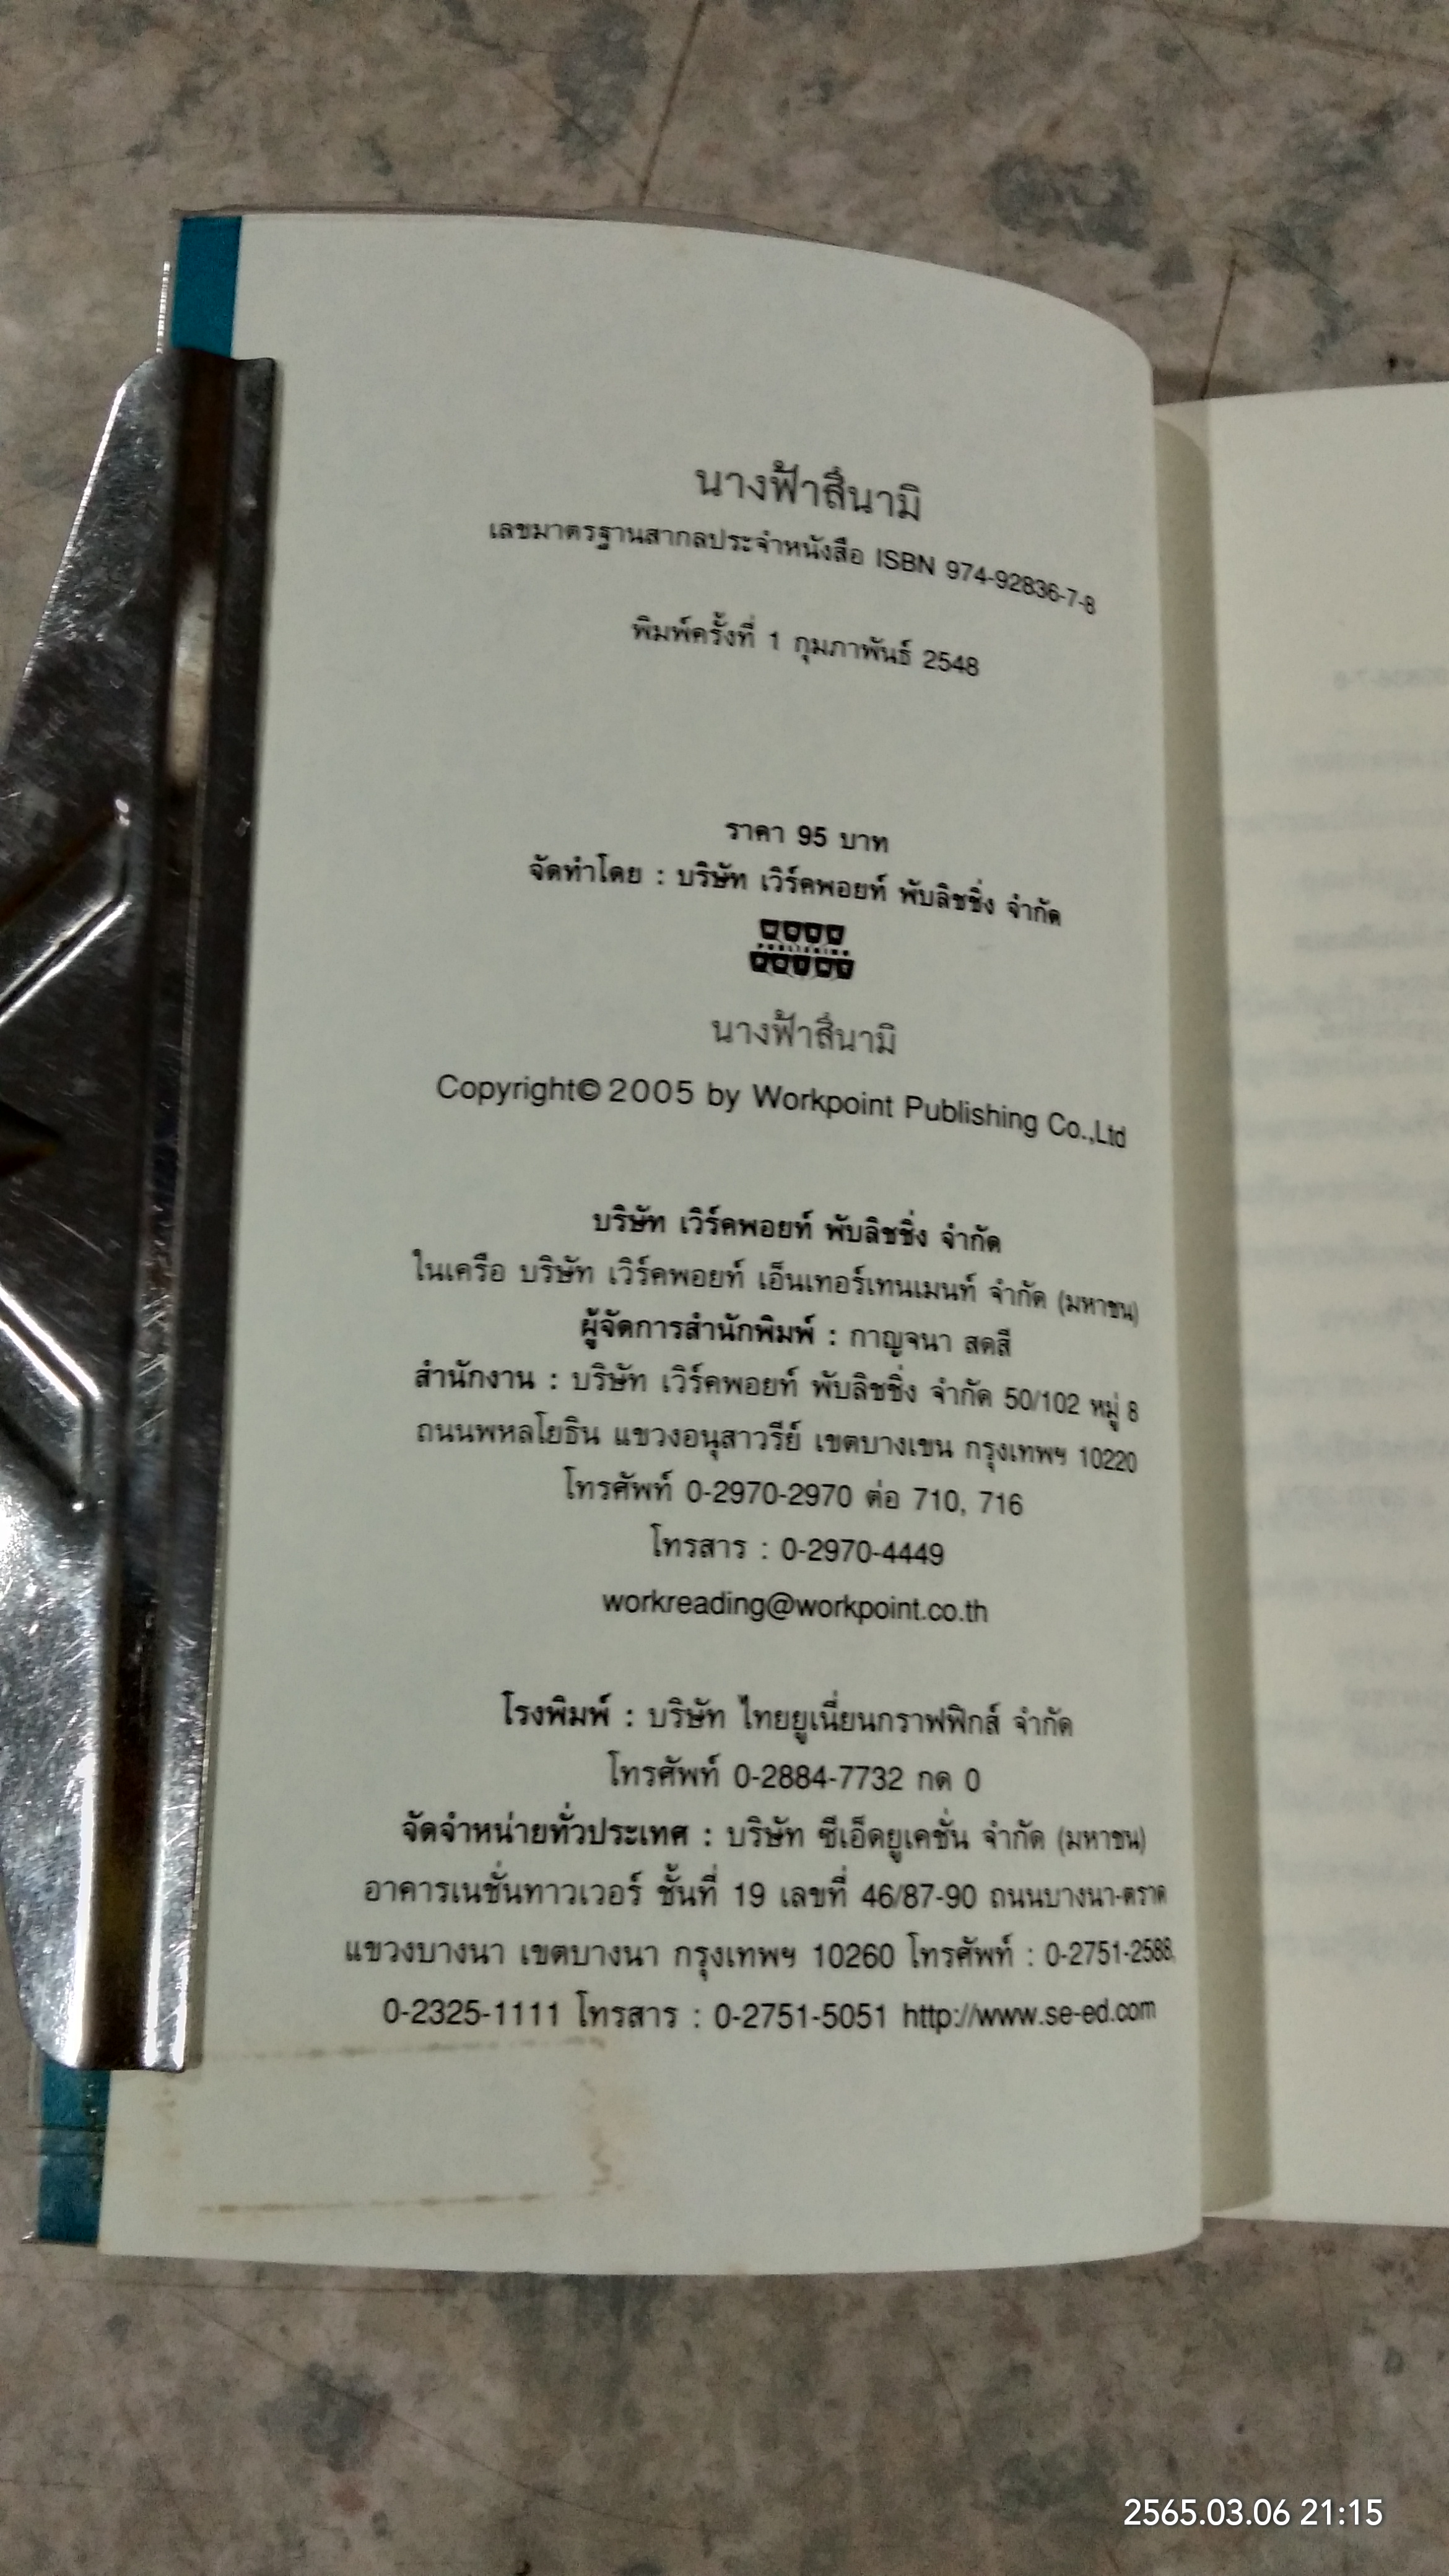 นางฟ้าสึนามิ
เลขมาตรฐานสากลประจำหนังสือ ISBN 974-92836-7-8
พิมพ์ครั้งที่ 1 กุมภาพันธ์ 2548
ราคา 95 บาท
จัดทำโดย : บริษัท เวิร์คพอยท์ พับลิชชิ่ง จำกัด
PUBLISHING
นางฟ้าสึนามิ
Copyright© 2005 by Workpoint Publishing Co.,Ltd
บริษัท เวิร์คพอยท์ พับลิชชิ่ง จำกัด
ในเครือ บริษัท เวิร์คพอยท์ เอ็นเทอร์เทนเมนท์ จำกัด (มหาชน)
ผู้จัดการสำนักพิมพ์ : กาญจนา สดสี
สำนักงาน : บริษัท เวิร์คพอยท์ พับลิชชิ่ง จำกัด 50/102 หมู่ 8
ถนนพหลโยธิน แขวงอนุสาวรีย์ เขตบางเขน กรุงเทพฯ 10220
โทรศัพท์ 0-2970-2970 ต่อ 710, 716
โทรสาร : 0-2970-4449
workreading@workpoint.co.th
โรงพิมพ์ : บริษัท ไทยยูเนี่ยนกราฟฟิกส์ จำกัด
โทรศัพท์ 0-2884-7732 กด 0
จัดจำหน่ายทั่วประเทศ : บริษัท ซีเอ็ดยูเคชั่น จำกัด (มหาชน)
อาคารเนชั่นทาวเวอร์ ชั้นที่ 19 เลขที่ 46/87-90 ถนนบางนา-ตราด
แขวงบางนา เขตบางนา กรุงเทพฯ 10260 โทรศัพท์ : 0-2751-2588,
0-2325-1111 โทรสาร : 0-2751-5051 http://www.se-ed.com
2565.03.06 21:15